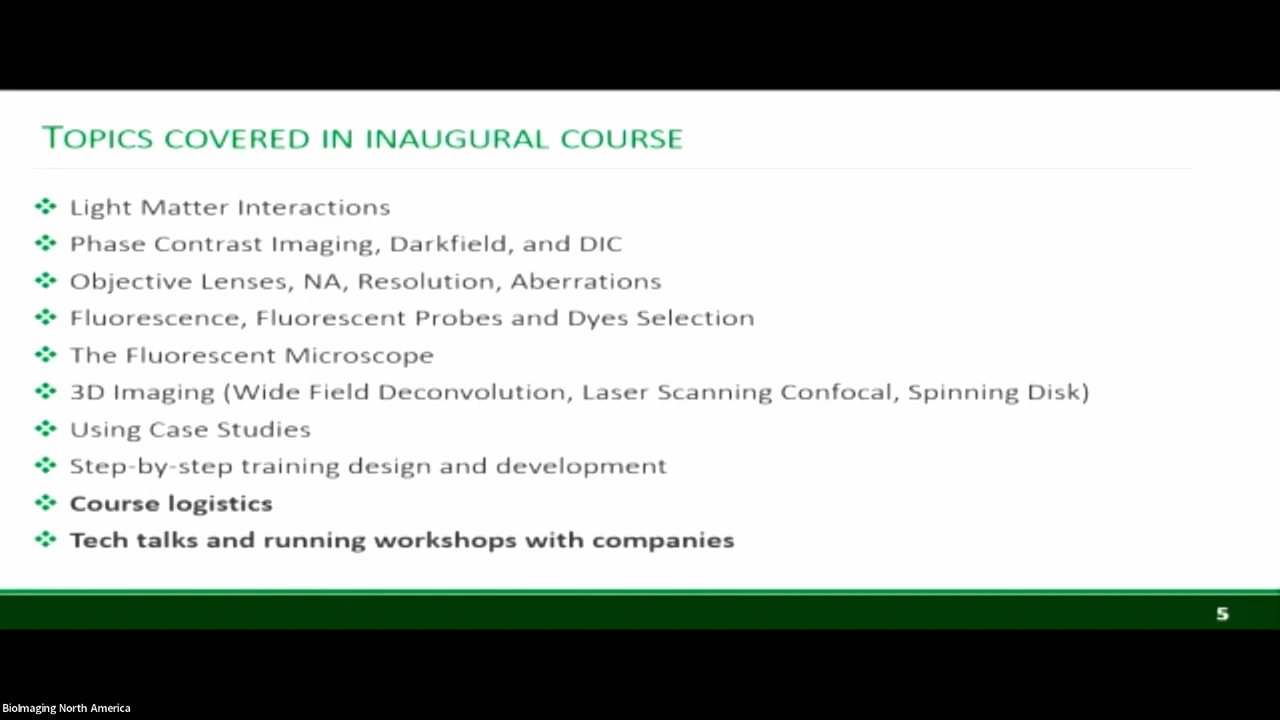 TOPICS COVERED IN INAUGURAL COURSE
Light Matter Interactions
Phase Contrast Imaging, Darkfield, and DIC
Objective Lenses, NA, Resolution, Aberrations
Fluorescence, Fluorescent Probes and Dyes Selection
The Fluorescent Microscope
3D Imaging (Wide Field Deconvolution, Laser Scanning Confocal, Spinning Disk)
Using Case Studies
Step-by-step training design and development
Course logistics
Tech talks and running workshops with companies
5
BioImaging North America